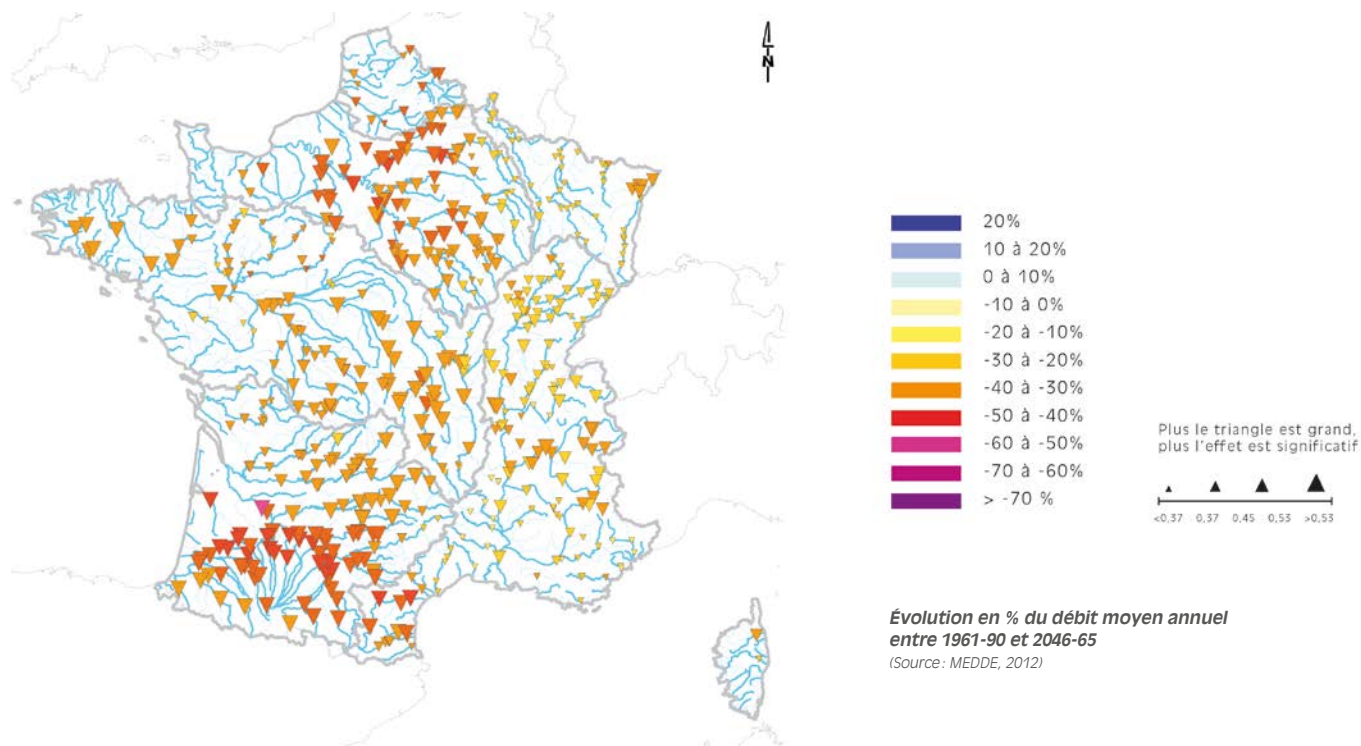 N
20%
10 à 20%
0 à 10%
-10 à 0%
-20 à -10%
-30 à -20%
-40 à -30%
-50 à -40%
-60 à -50%
-70 à -60%
> -70 %
Plus le triangle est grand,
plus l'effet est significatif
<0,37 0,37 0,45 0,53 >0,53
Évolution en % du débit moyen annuel
entre 1961-90 et 2046-65
(Source : MEDDE, 2012)